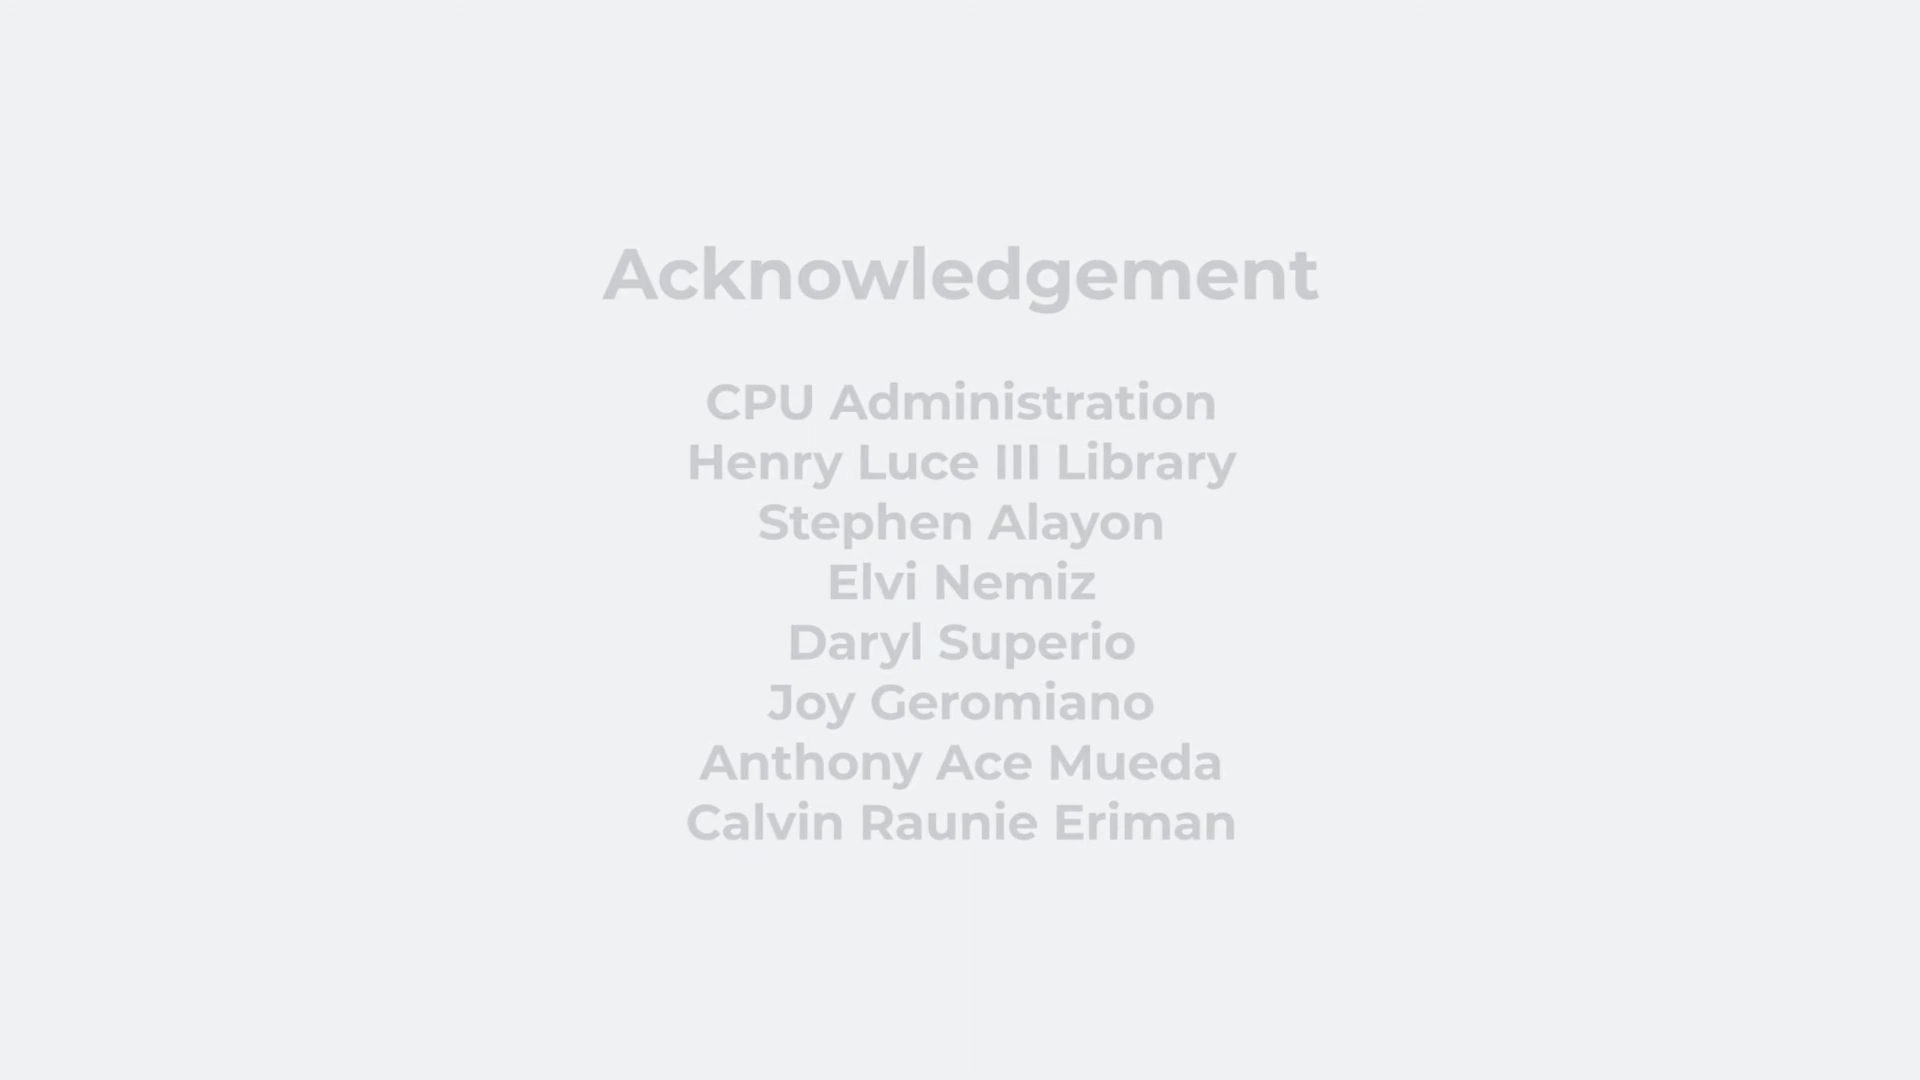 Acknowledgement
CPU Administration
Henry Luce III Library
Stephen Alayon
Elvi Nemiz
Daryl Superio
Joy Geromiano
Anthony Ace Mueda
Calvin Raunie Eriman